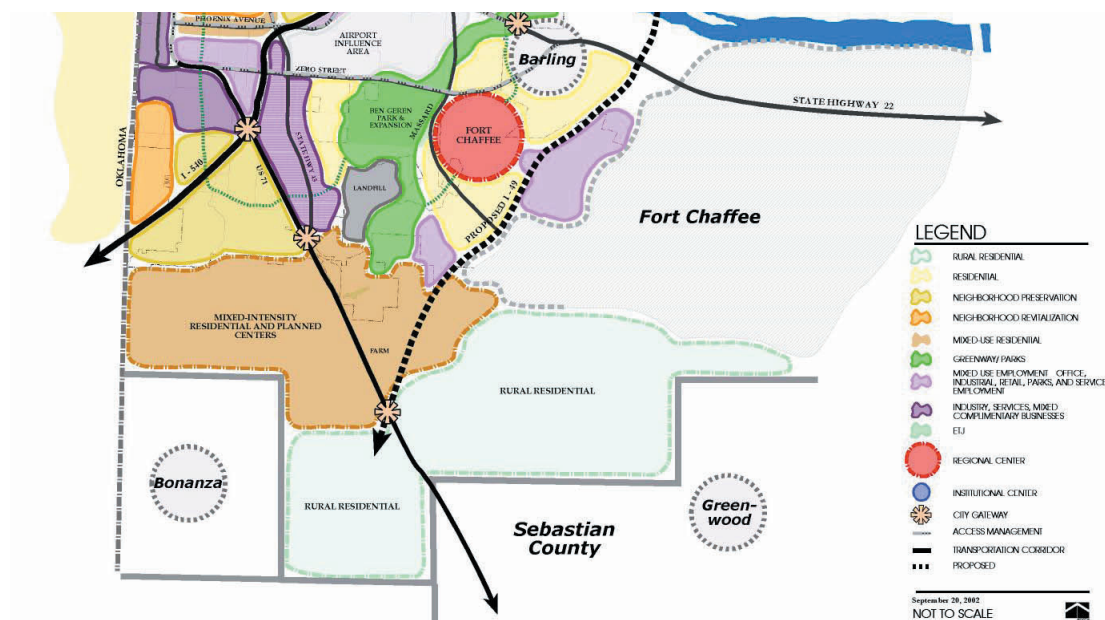 PHOENIX AVENUE
AIRPORT
INFLUENCE
AREA
ZERO STREET
Barling
STATE HIGHWAY 22
BEN GEREN
PARK &
EXPANSION
MASSARD
FORT
CHAFFEE
OKLAHOMA
I - 540
US 71
STATE HWY 45
LANDFILL
PROPOSED I - 49
Fort Chaffee
MIXED-INTENSITY
RESIDENTIAL AND PLANNED
CENTERS
FARM
RURAL RESIDENTIAL
Bonanza
RURAL RESIDENTIAL
Sebastian
County
Green-
wood
LEGEND
RURAL RESIDENTIAL
RESIDENTIAL
NEIGHBORHOOD PRESERVATION
NEIGHBORHOOD REVITALIZATION
MIXED-USE RESIDENTIAL
GREENWAY/ PARKS
MIXED USE EMPLOYMENT OFFICE,
INDUSTRIAL, RETAIL, PARKS, AND SERVICE
EMPLOYMENT
INDUSTRY, SERVICES, MIXED
COMPLIMENTARY BUSINESSES
ETJ
REGIONAL CENTER
INSTITUTIONAL CENTER
CITY GATEWAY
ACCESS MANAGEMENT
TRANSPORTATION CORRIDOR
PROPOSED
September 20, 2002
NOT TO SCALE